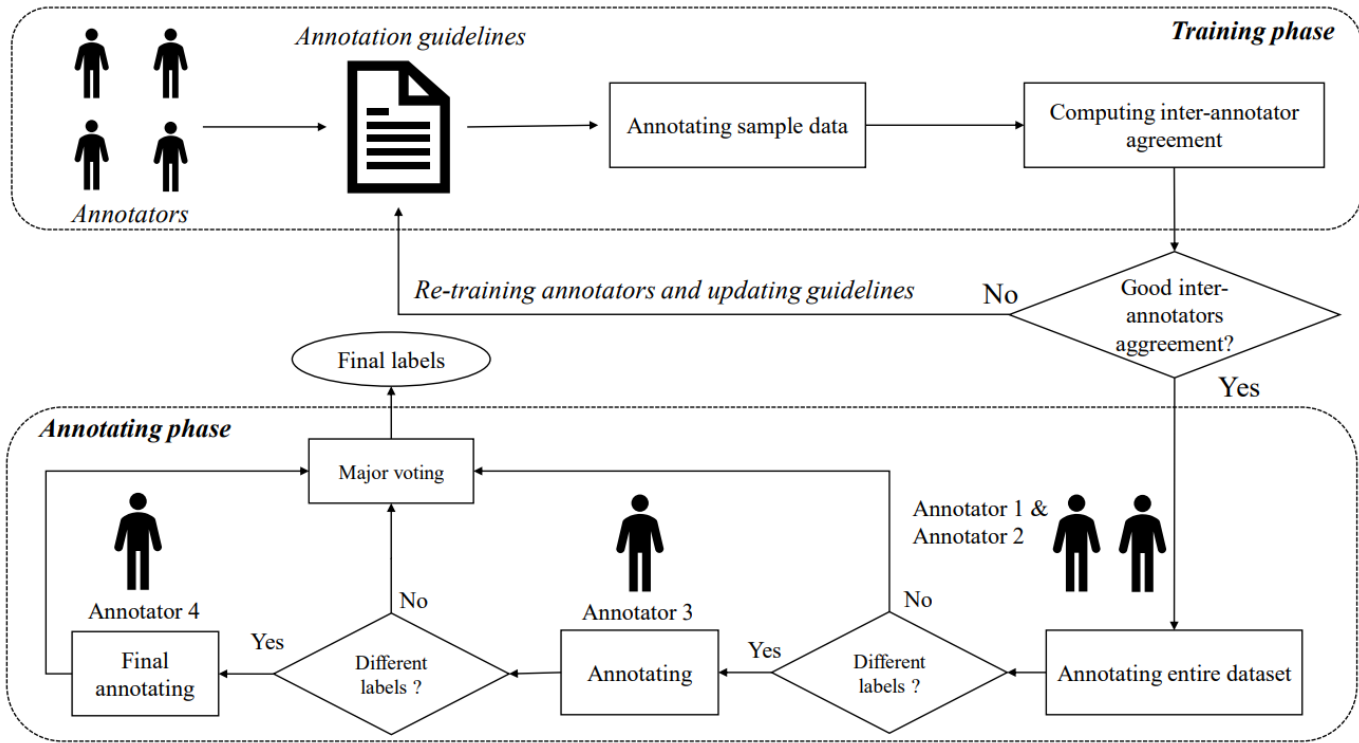 Annotation guidelines
Training phase
Annotators
Annotating sample data
Computing inter-annotator
agreement
Re-training annotators and updating guidelines
No
Good inter-
annotators
aggreement?
Yes
Final labels
Annotating phase
Major voting
Annotator 1 &
Annotator 2
Annotator 4
No
Annotator 3
No
Final
annotating
Yes
Different
labels ?
Annotating
Yes
Different
labels ?
Annotating entire dataset